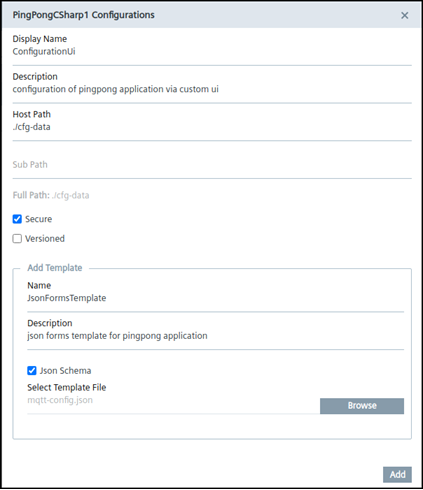 PingPongCSharp1 Configurations
Display Name
ConfigurationUi
Description
configuration of pingpong application via custom ui
Host Path
./cfg-data
Sub Path
Full Path: ./cfg-data
Secure
Versioned
Add Template
Name
JsonFormsTemplate
Description
json forms template for pingpong application
Json Schema
Select Template File
mqtt-config.json
Browse
Add